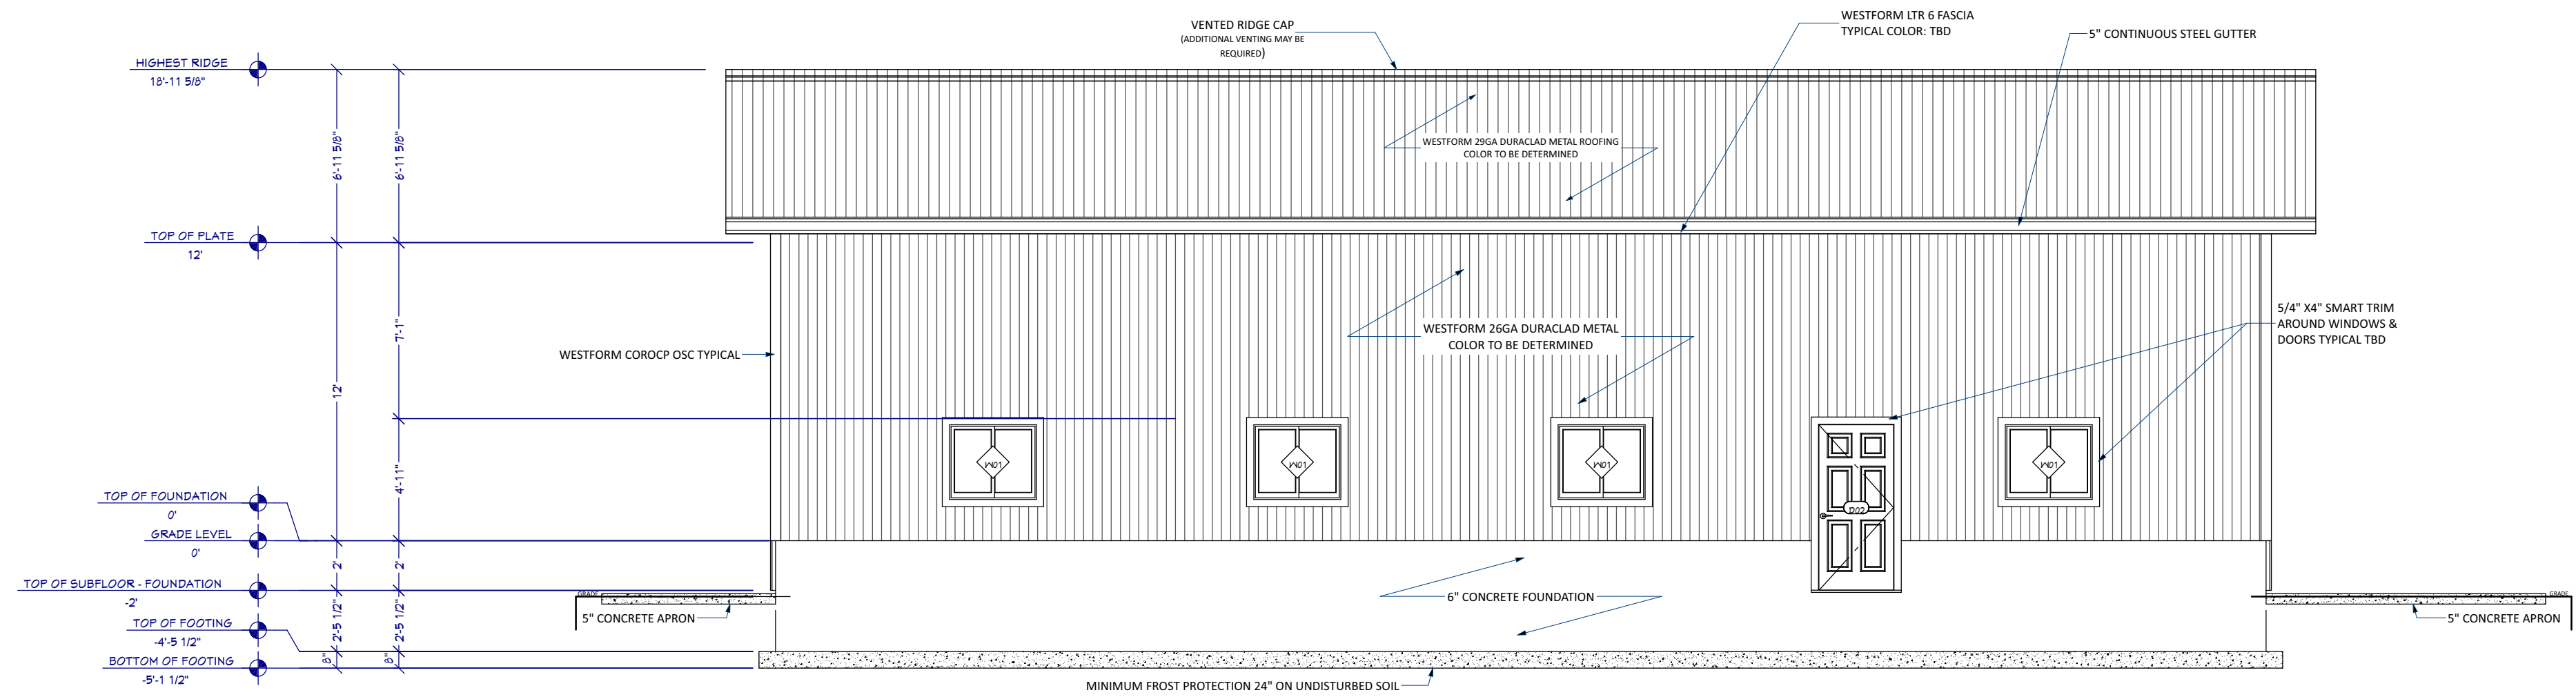 VENTED RIDGE CAP
(ADDITIONAL VENTING MAY BE
REQUIRED)
WESTFORM LTR 6 FASCIA
TYPICAL COLOR: TBD
5" CONTINUOUS STEEL GUTTER
HIGHEST RIDGE
18'-11 5/8"
6'-11 5/8"
6'-11 5/8"
WESTFORM 29GA DURACLAD METAL ROOFING
COLOR TO BE DETERMINED
TOP OF PLATE
12'
12'
7'-1"
4'-11"
WESTFORM COROCP OSC TYPICAL
WESTFORM 26GA DURACLAD METAL
COLOR TO BE DETERMINED
5/4" X4" SMART TRIM
AROUND WINDOWS &
DOORS TYPICAL TBD
W01
W01
W01
D02
W01
TOP OF FOUNDATION
0'
GRADE LEVEL
0'
TOP OF SUBFLOOR - FOUNDATION
-2'
TOP OF FOOTING
-4'-5 1/2"
BOTTOM OF FOOTING
-5'-1 1/2"
2'
2'
2'-5 1/2"
2'-5 1/2"
8"
8"
GRADE
5" CONCRETE APRON
6" CONCRETE FOUNDATION
GRADE
5" CONCRETE APRON
MINIMUM FROST PROTECTION 24" ON UNDISTURBED SOIL